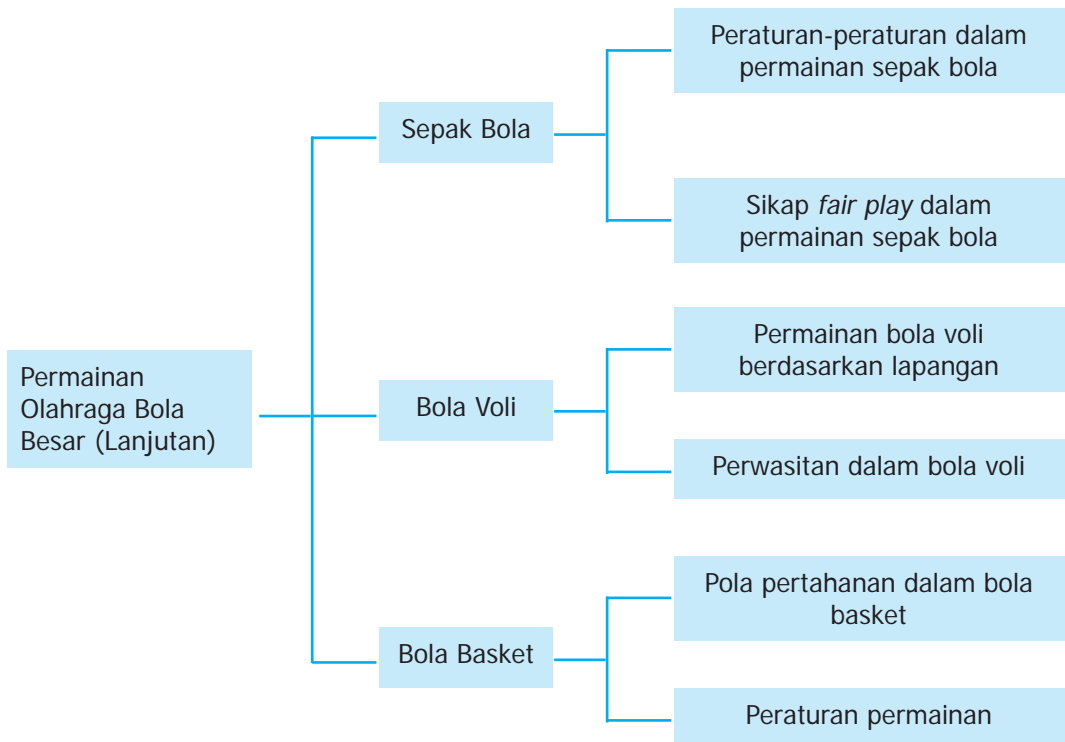 Permainan
Olahraga Bola
Besar (Lanjutan)
Sepak Bola
Peraturan-peraturan dalam
permainan sepak bola
Sikap fair play dalam
permainan sepak bola
Bola Voli
Permainan bola voli
berdasarkan lapangan
Perwasitan dalam bola voli
Bola Basket
Pola pertahanan dalam bola
basket
Peraturan permainan